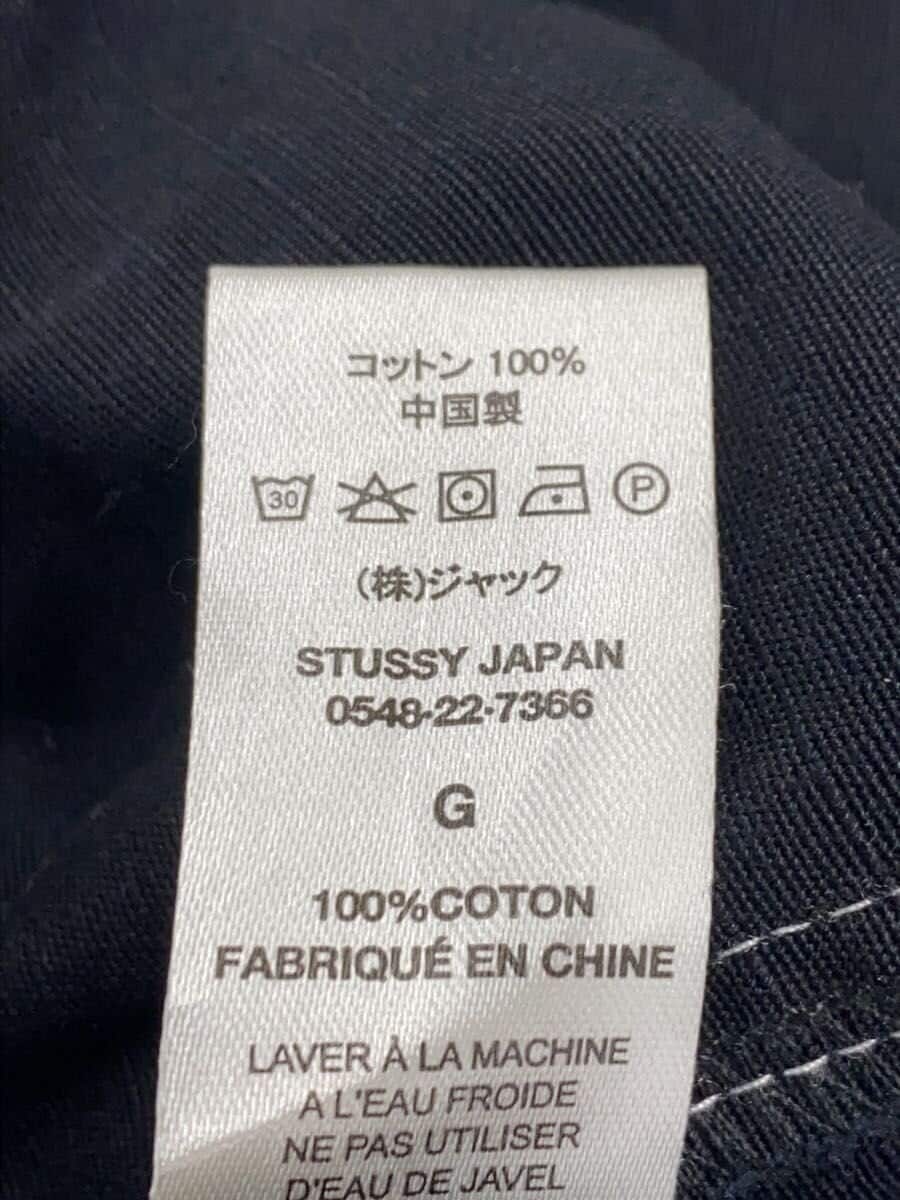 コットン 100%
中国製
30
P
(株)ジャック
STUSSY JAPAN
0548-22-7366
G
100%COTON
FABRIQUÉ EN CHINE
LAVER À LA MACHINE
A L'EAU FROIDE
NE PAS UTILISER
D'EAU DE JAVEL